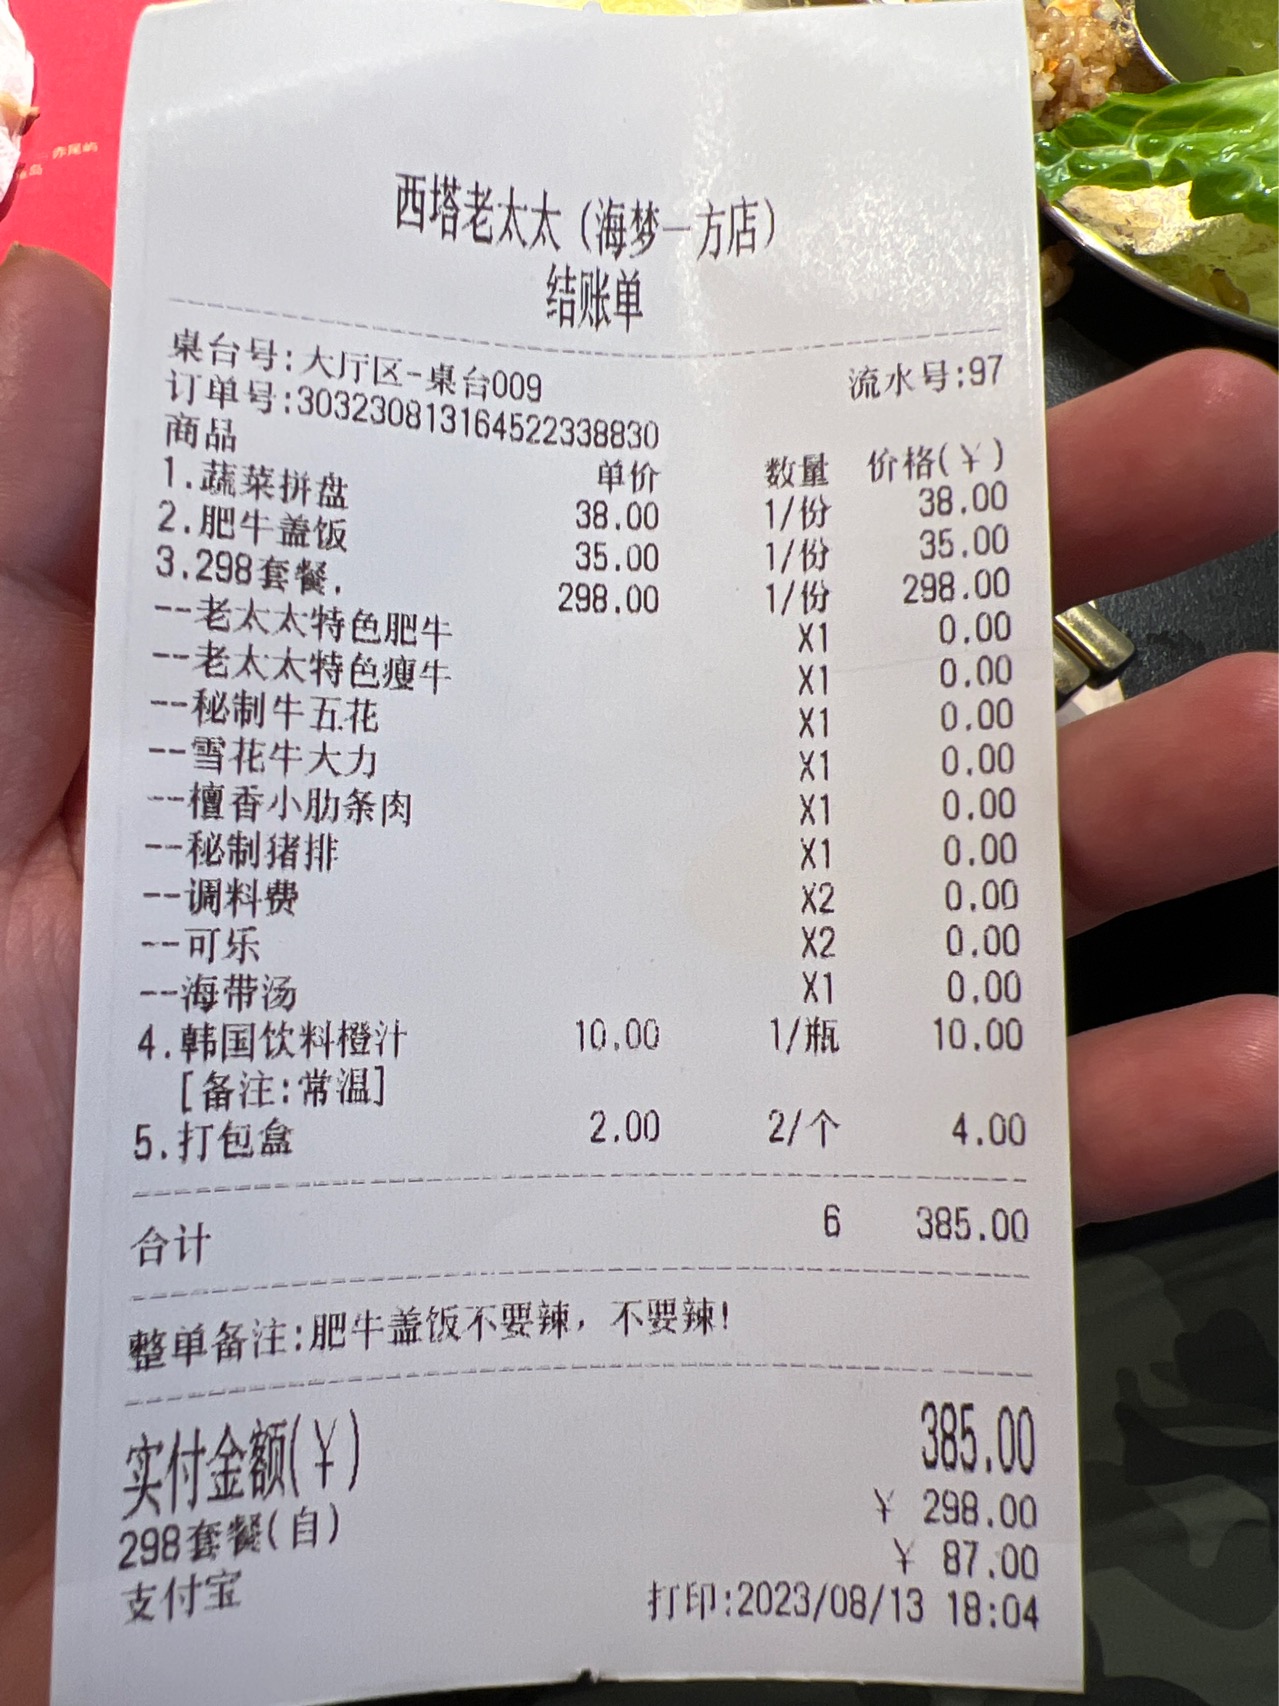 赤尾屿
岛
西塔老太太（海梦一方店）
结账单
桌台号:大厅区-桌台009 流水号:97
订单号:303230813164522338830
商品 单价 数量 价格(￥)
1.蔬菜拼盘 38.00 1/份 38.00
2.肥牛盖饭 35.00 1/份 35.00
3.298套餐. 298.00 1/份 298.00
--老太太特色肥牛 X1 0.00
--老太太特色瘦牛 X1 0.00
--秘制牛五花 X1 0.00
--雪花牛大力 X1 0.00
--檀香小肋条肉 X1 0.00
--秘制猪排 X1 0.00
--调料费 X2 0.00
--可乐 X2 0.00
--海带汤 X1 0.00
4.韩国饮料橙汁 10.00 1/瓶 10.00
[备注:常温]
5.打包盒 2.00 2/个 4.00
合计 6 385.00
整单备注:肥牛盖饭不要辣，不要辣!
实付金额(￥) 385.00
298套餐(自) ￥ 298.00
支付宝 ￥ 87.00
打印:2023/08/13 18:04